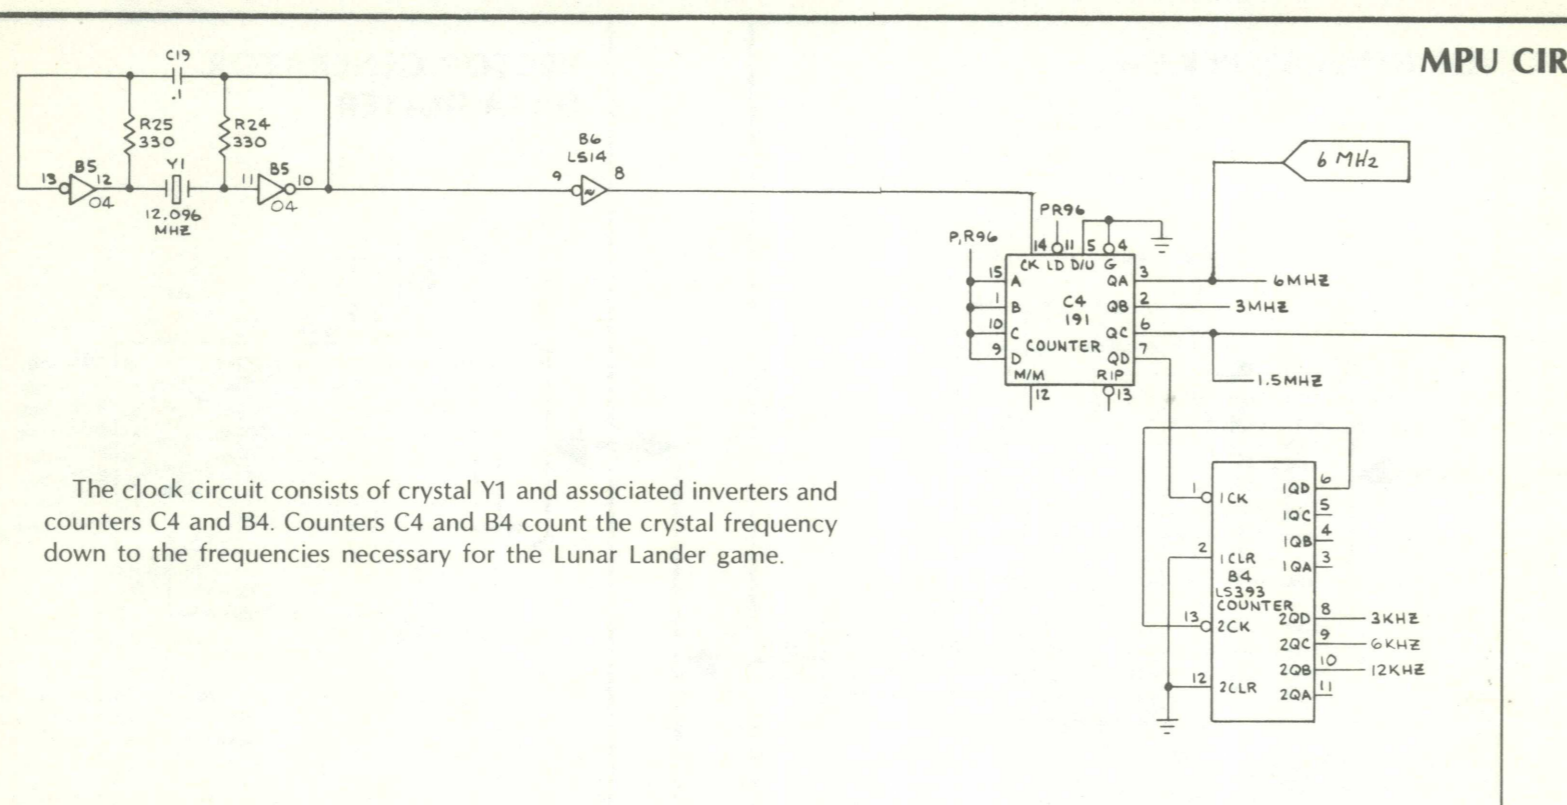 MPU CIR
C19
.1
R25
330
R24
330
13
B5
12
04
Y1
12.096
MHZ
11
B5
10
04
B6
LS14
9
8
6 MHz
PR96
P,R96
14
11
5
4
CK LD D/U G
15
A
QA
3
6MHZ
1
B
C4
QB
2
3MHZ
191
10
C
QC
6
COUNTER
9
D
QD
7
M/M
RIP
12
13
1.5MHZ
The clock circuit consists of crystal Y1 and associated inverters and
counters C4 and B4. Counters C4 and B4 count the crystal frequency
down to the frequencies necessary for the Lunar Lander game.
1
1CK
1QD
6
1QC
5
1QB
4
1QA
3
2
1CLR
B4
LS393
COUNTER
13
2CK
2QD
8
3KHZ
2QC
9
6KHZ
2QB
10
12KHZ
12
2CLR
2QA
11